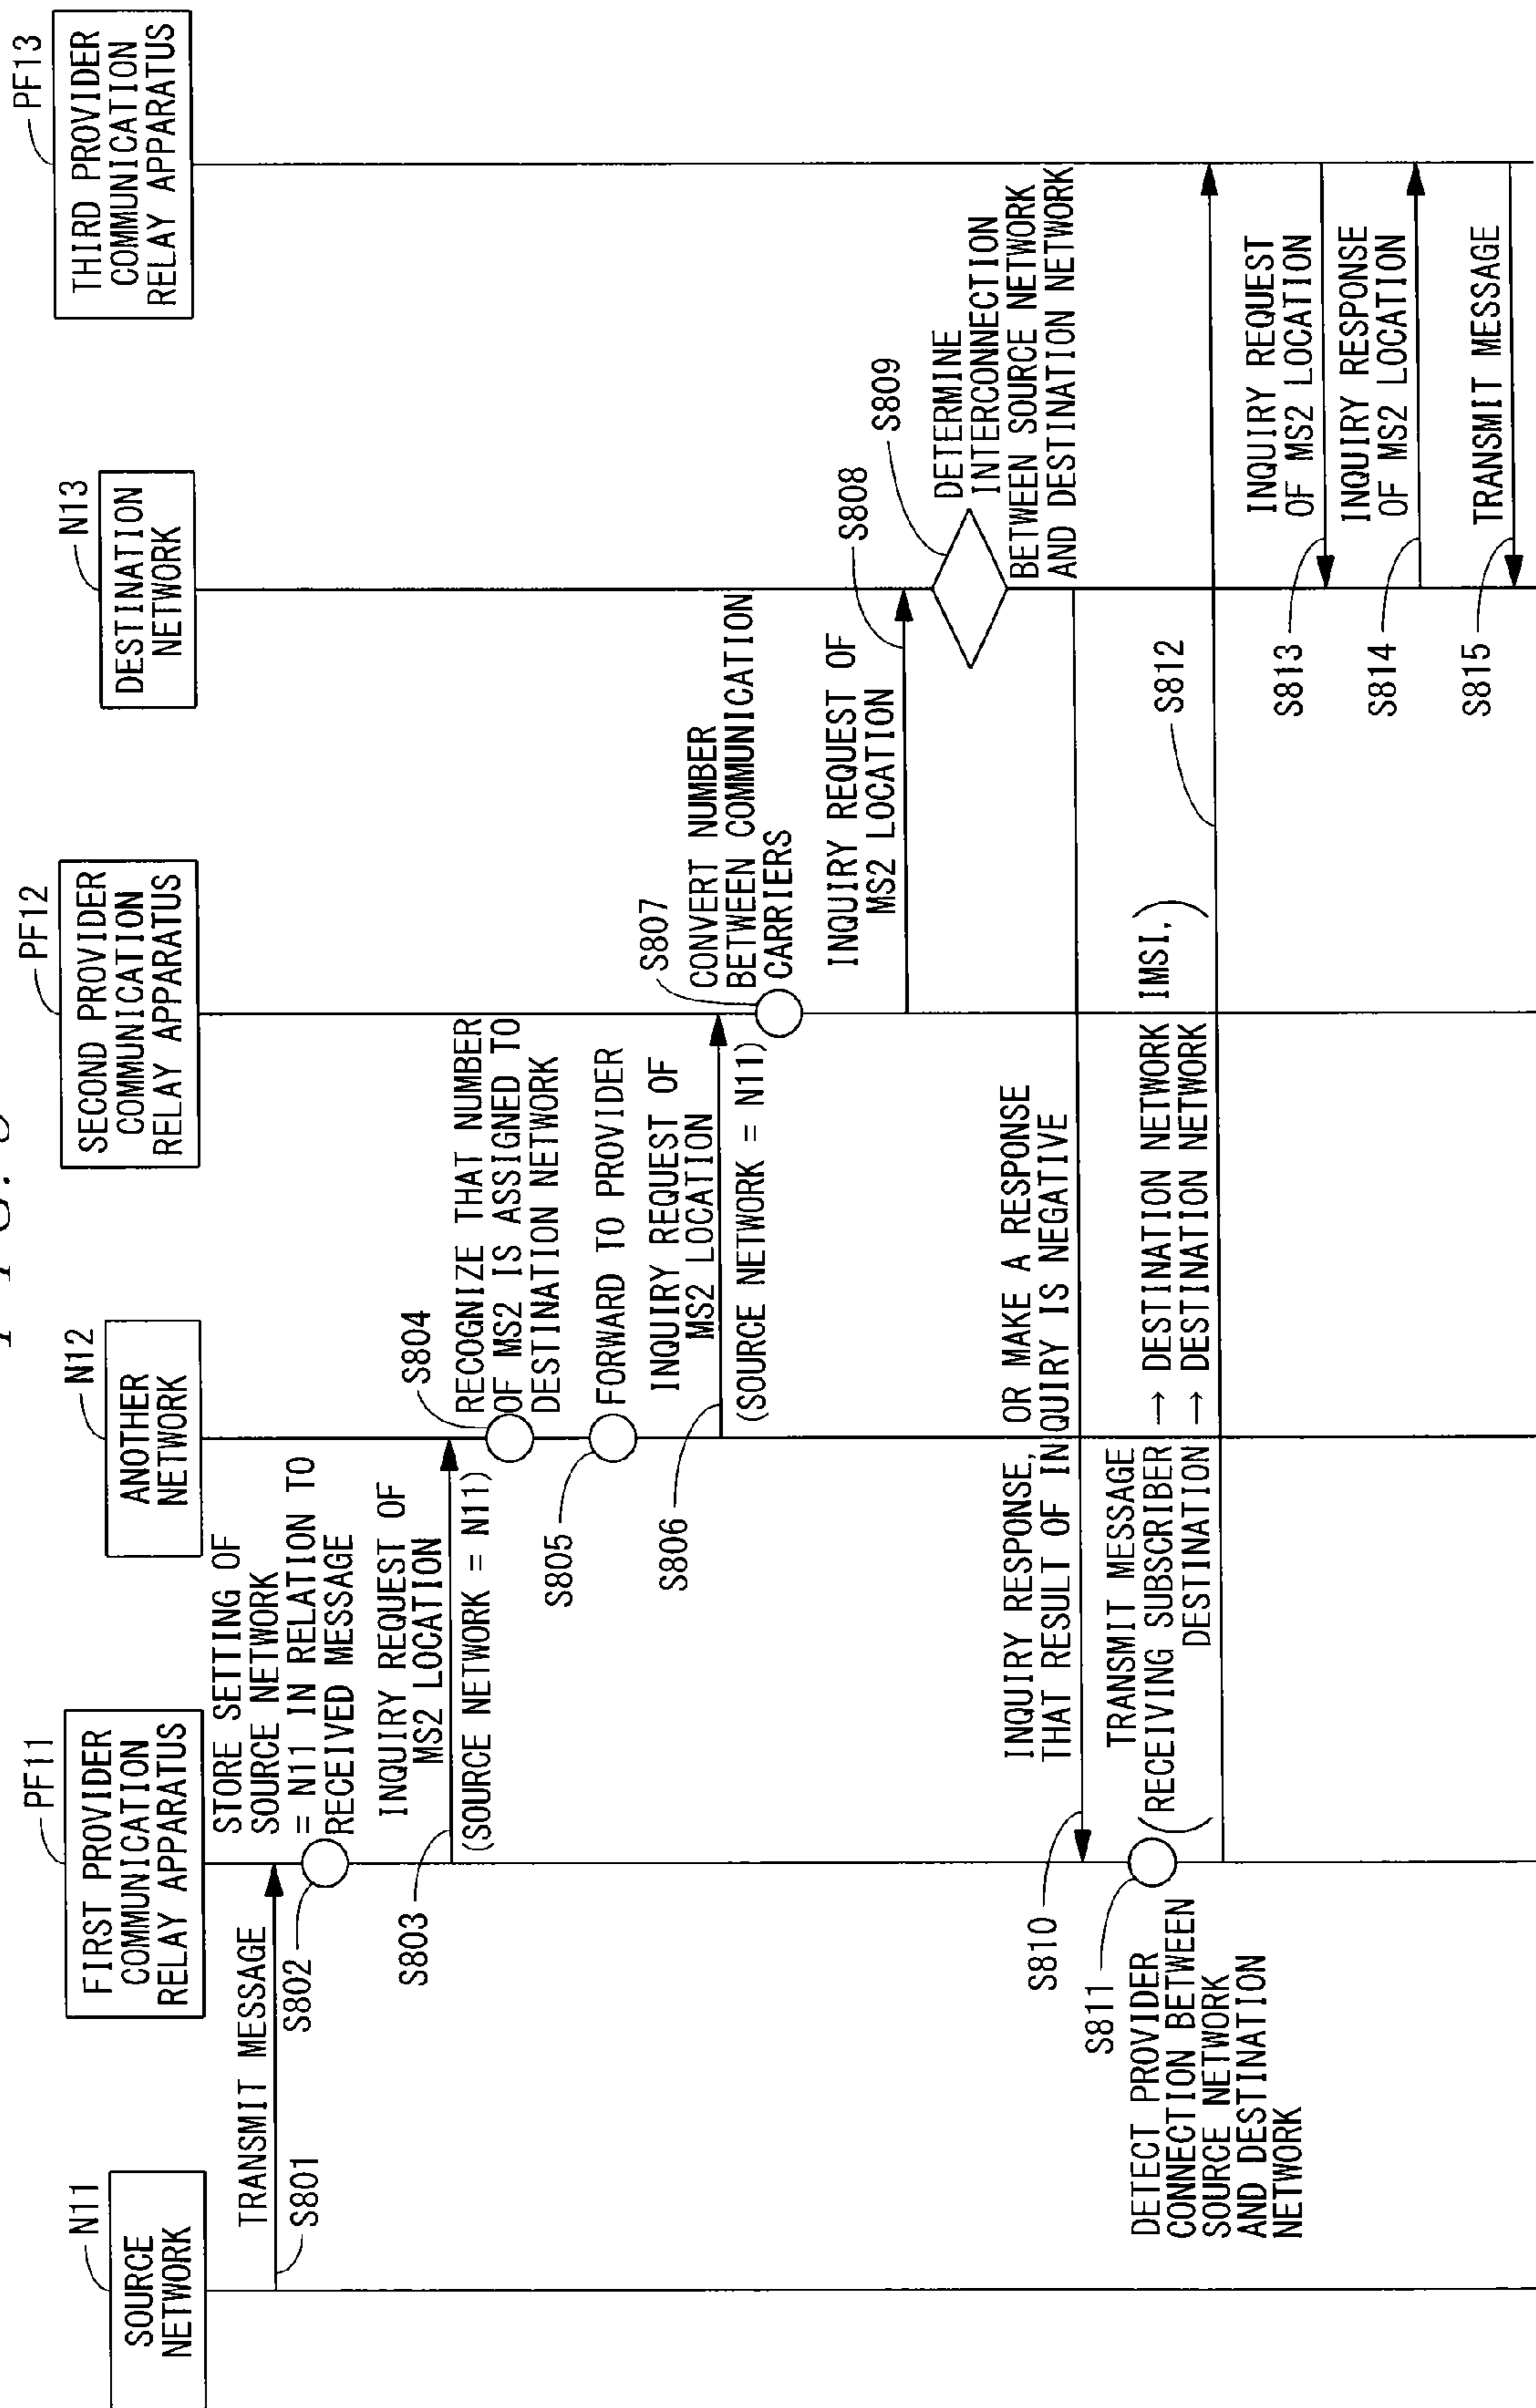 N11
SOURCE
NETWORK
PF11
FIRST PROVIDER
COMMUNICATION
RELAY APPARATUS
N12
ANOTHER
NETWORK
PF12
SECOND PROVIDER
COMMUNICATION
RELAY APPARATUS
N13
DESTINATION
NETWORK
PF13
THIRD PROVIDER
COMMUNICATION
RELAY APPARATUS
TRANSMIT MESSAGE
S801
S802
STORE SETTING OF
SOURCE NETWORK
= N11 IN RELATION TO
RECEIVED MESSAGE
INQUIRY REQUEST OF
MS2 LOCATION
S803
(SOURCE NETWORK = N11)
S804
RECOGNIZE THAT NUMBER
OF MS2 IS ASSIGNED TO
DESTINATION NETWORK
S805
FORWARD TO PROVIDER
INQUIRY REQUEST OF
MS2 LOCATION
S806
(SOURCE NETWORK = N11)
S807
CONVERT NUMBER
BETWEEN COMMUNICATION
CARRIERS
INQUIRY REQUEST OF
MS2 LOCATION
S808
S809
DETERMINE
INTERCONNECTION
BETWEEN SOURCE NETWORK
AND DESTINATION NETWORK
INQUIRY RESPONSE, OR MAKE A RESPONSE
THAT RESULT OF INQUIRY IS NEGATIVE
S810
S811
DETECT PROVIDER
CONNECTION BETWEEN
SOURCE NETWORK
AND DESTINATION
NETWORK
TRANSMIT MESSAGE
(RECEIVING SUBSCRIBER → DESTINATION NETWORK IMSI,
DESTINATION → DESTINATION NETWORK)
S812
INQUIRY REQUEST
OF MS2 LOCATION
S813
INQUIRY RESPONSE
OF MS2 LOCATION
S814
TRANSMIT MESSAGE
S815